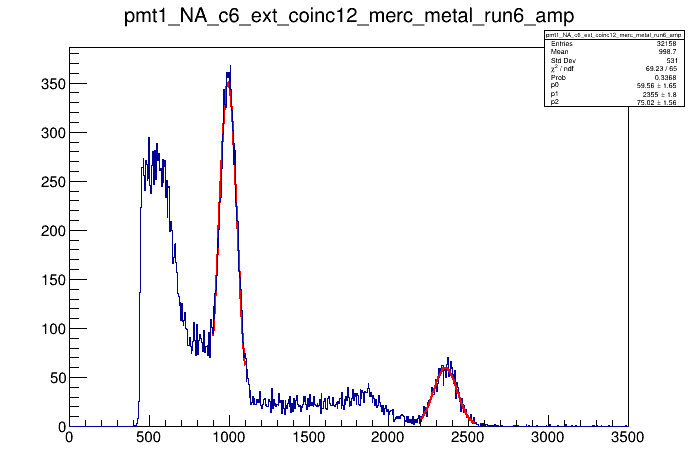 pmt1_NA_c6_ext_coinc12_merc_metal_run6_amp
pmt1_NA_c6_ext_coinc12_merc_metal_run6_amp
Entries 32158
Mean 998.7
Std Dev 531
χ² / ndf 69.23 / 65
Prob 0.3368
p0 59.56 ± 1.65
p1 2355 ± 1.8
p2 75.02 ± 1.56
350
300
250
200
150
100
50
0
0 500 1000 1500 2000 2500 3000 3500